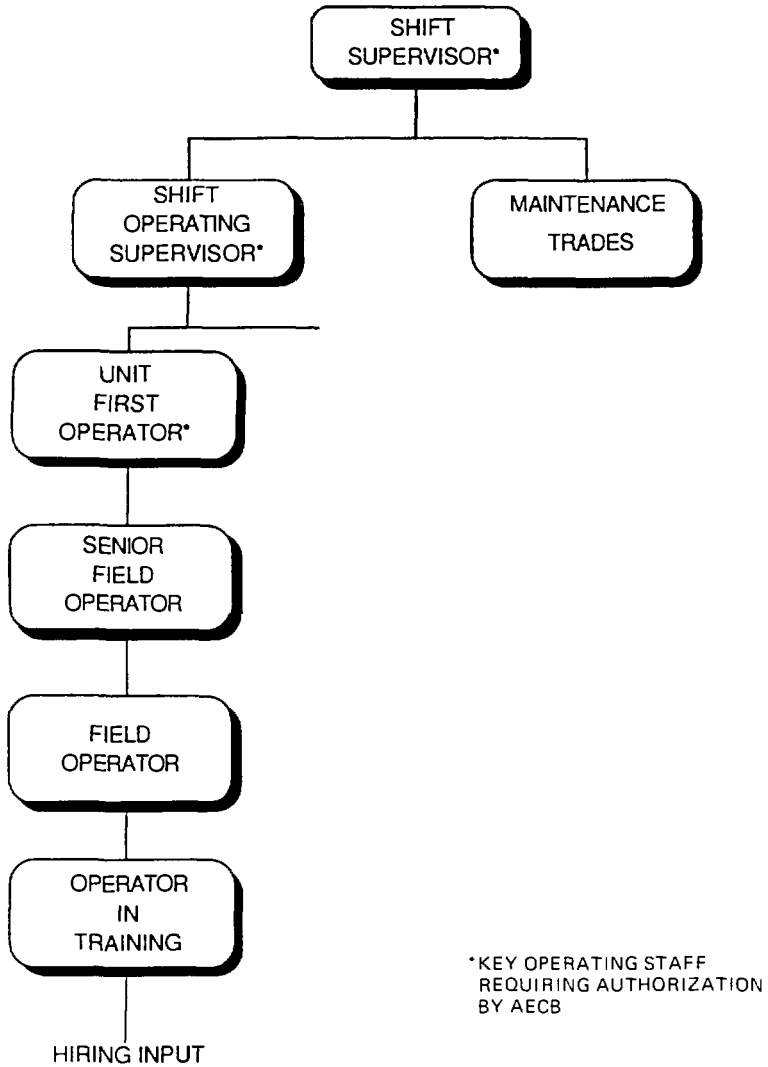 SHIFT
SUPERVISOR*
SHIFT
OPERATING
SUPERVISOR*
MAINTENANCE
TRADES
UNIT
FIRST
OPERATOR*
SENIOR
FIELD
OPERATOR
FIELD
OPERATOR
OPERATOR
IN
TRAINING
HIRING INPUT
*KEY OPERATING STAFF
REQUIRING AUTHORIZATION
BY AECB